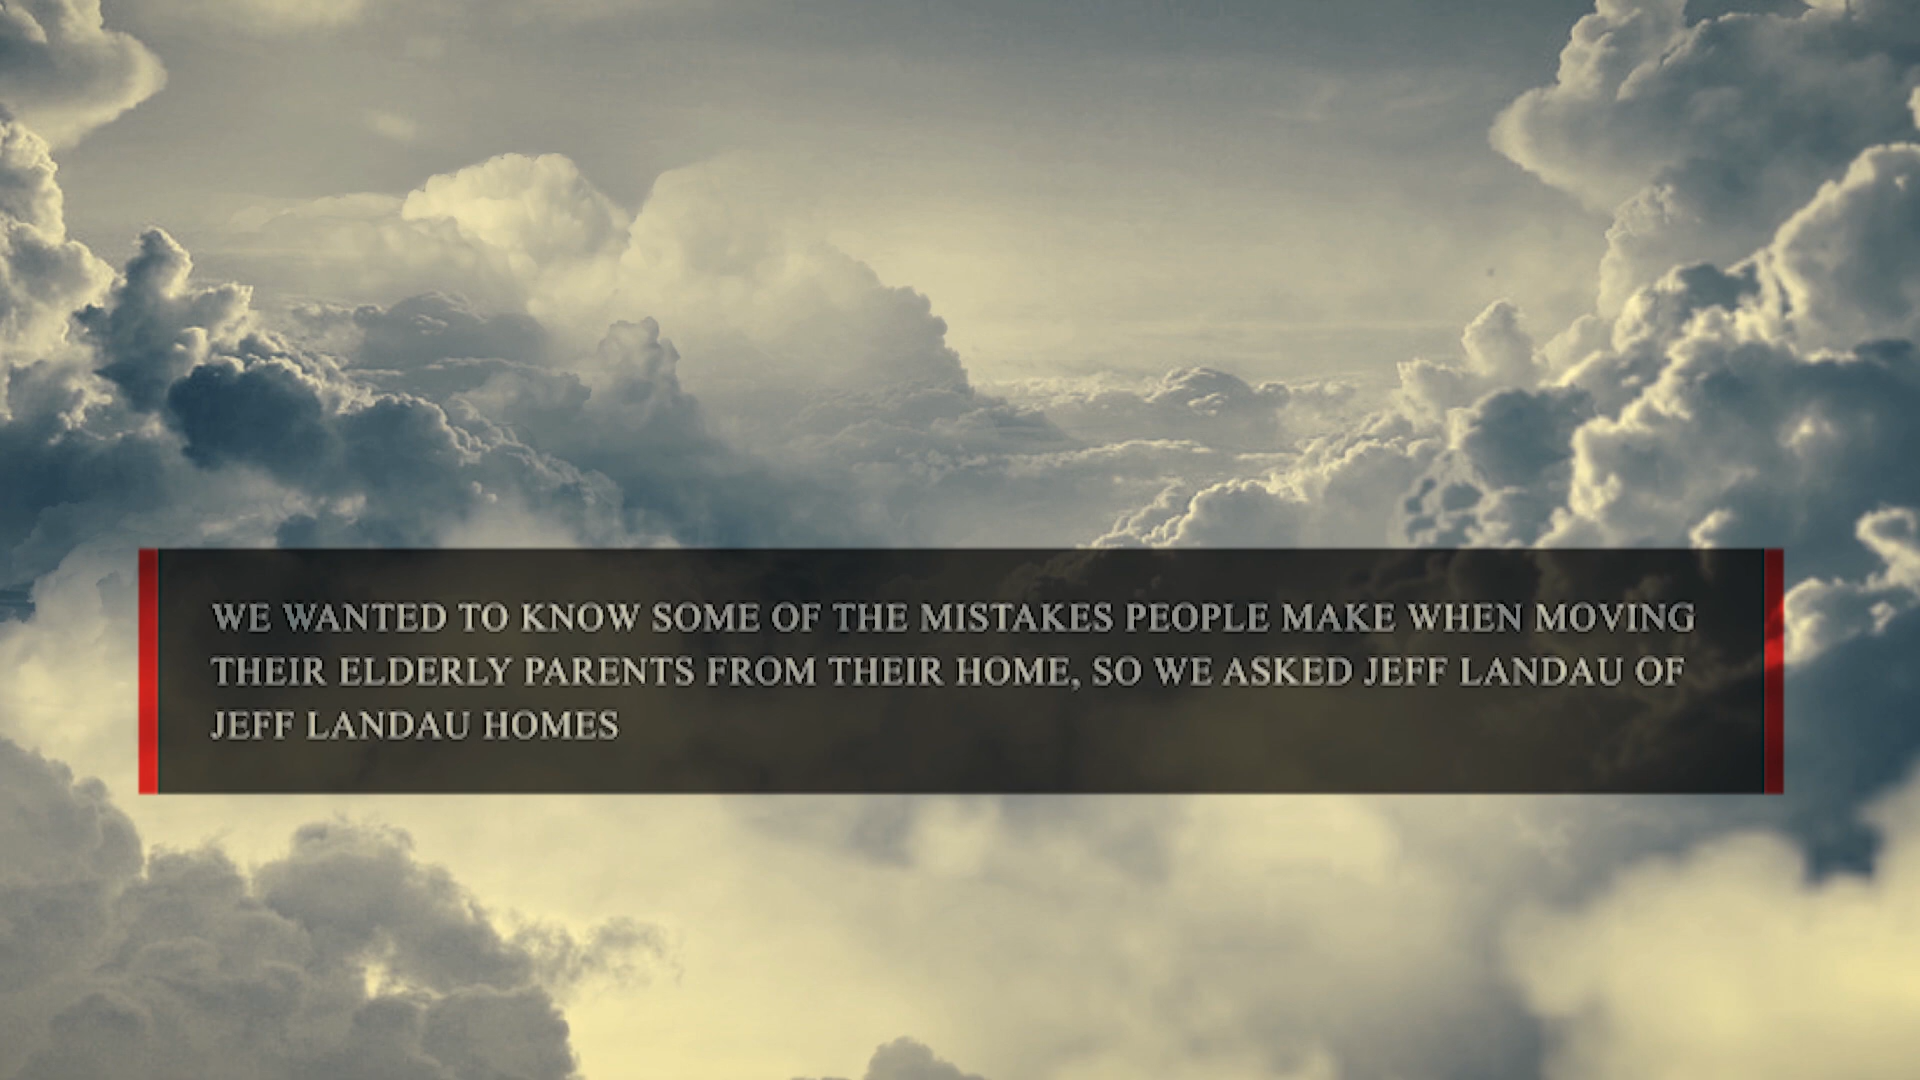 WE WANTED TO KNOW SOME OF THE MISTAKES PEOPLE MAKE WHEN MOVING
THEIR ELDERLY PARENTS FROM THEIR HOME, SO WE ASKED JEFF LANDAU OF
JEFF LANDAU HOMES